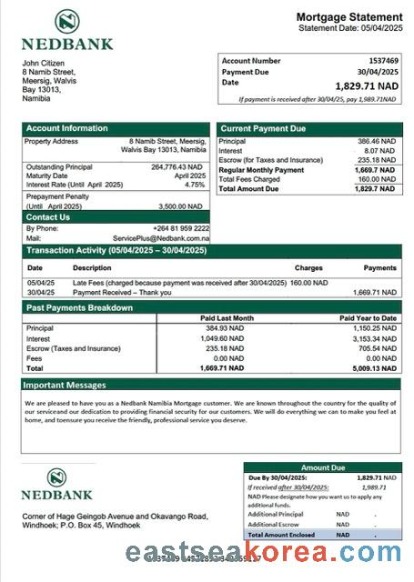 NEDBANK
Mortgage Statement
Statement Date: 05/04/2025
John Citizen
8 Namib Street,
Meersig, Walvis
Bay 13013,
Namibia
Account Number 1537469
Payment Due 30/04/2025
Date
1,829.71 NAD
If payment is received after 30/04/25, pay 1,989.71NAD
Account Information
Property Address 8 Namib Street, Meersig,
Walvis Bay 13013, Namibia
Outstanding Principal 264,776.43 NAD
Maturity Date April 2025
Interest Rate (Until April 2025) 4.75%
Prepayment Penalty
(Until April 2025) 3,500.00 NAD
Contact Us
By Phone: +264 81 959 2222
Mail: ServicePlus@Nedbank.com.na
Current Payment Due
Principal 386.46 NAD
Interest 8.07 NAD
Escrow (for Taxes and Insurance) 235.18 NAD
Regular Monthly Payment 1,669.7 NAD
Total Fees Charged 160.00 NAD
Total Amount Due 1,829.7 NAD
Transaction Activity (05/04/2025 – 30/04/2025)
Date Description Charges Payments
05/04/25 Late Fees (charged because payment was received after 30/04/2025) 160.00 NAD
30/04/25 Payment Received – Thank you 1,669.71 NAD
Past Payments Breakdown
Paid Last Month Paid Year to Date
Principal 384.93 NAD 1,150.25 NAD
Interest 1,049.60 NAD 3,153.34 NAD
Escrow (Taxes and Insurance) 235.18 NAD 705.54 NAD
Fees 0.00 NAD 0.00 NAD
Total 1,669.71 NAD 5,009.13 NAD
Important Messages
We are pleased to have you as a Nedbank Namibia Mortgage customer. We are known throughout the country for the quality of
our serviceand our dedication to providing financial security for our customers. We will do everything we can to make you feel at
home, and toensure you receive the friendly, professional service you deserve.
NEDBANK
Corner of Hage Geingob Avenue and Okavango Road,
Windhoek; P.O. Box 45, Windhoek
Amount Due
Due By 30/04/2025: 1,829.71 NAD
If received after 30/04/2025: 1,989.71
NAD Please designate how you want us to apply any
additional funds.
Additional Principal NAD .
Additional Escrow NAD .
Total Amount Enclosed NAD .
eastseakorea.com